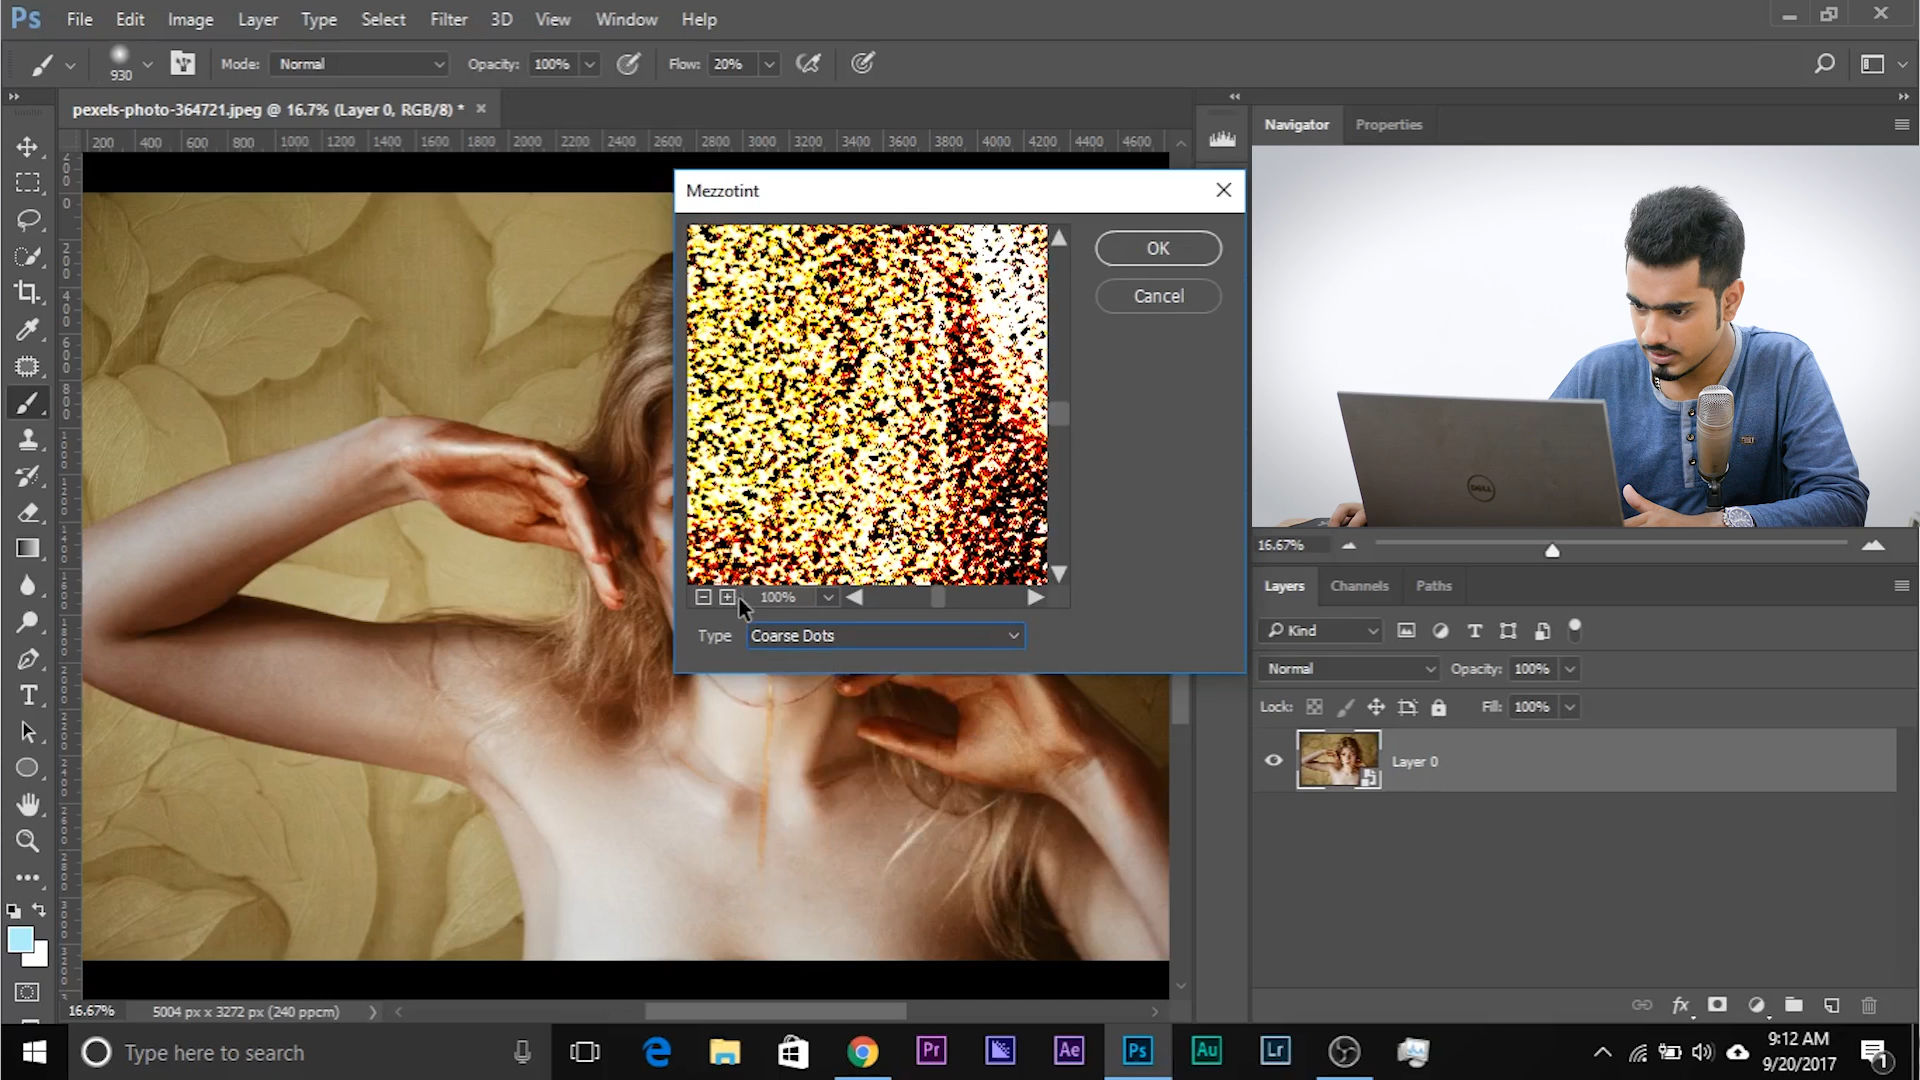 Ps File Edit Image Layer Type Select Filter 3D View Window Help
930 Mode: Normal Opacity: 100% Flow: 20%
pexels-photo-364721.jpeg @ 16.7% (Layer 0, RGB/8) * ×
200 400 600 800 1000 1200 1400 1600 1800 2000 2200 2400 2600 2800 3000 3200 3400 3600 3800 4000 4200 4400 4600
Mezzotint
OK
Cancel
100%
Type Coarse Dots
Navigator Properties
DELL
16.67%
Layers Channels Paths
Kind
Normal Opacity: 100%
Lock: Fill: 100%
Layer 0
fx
16.67% 5004 px x 3272 px (240 ppcm)
Type here to search
Pr Ae Ps Au Lr
9:12 AM
9/20/2017
1